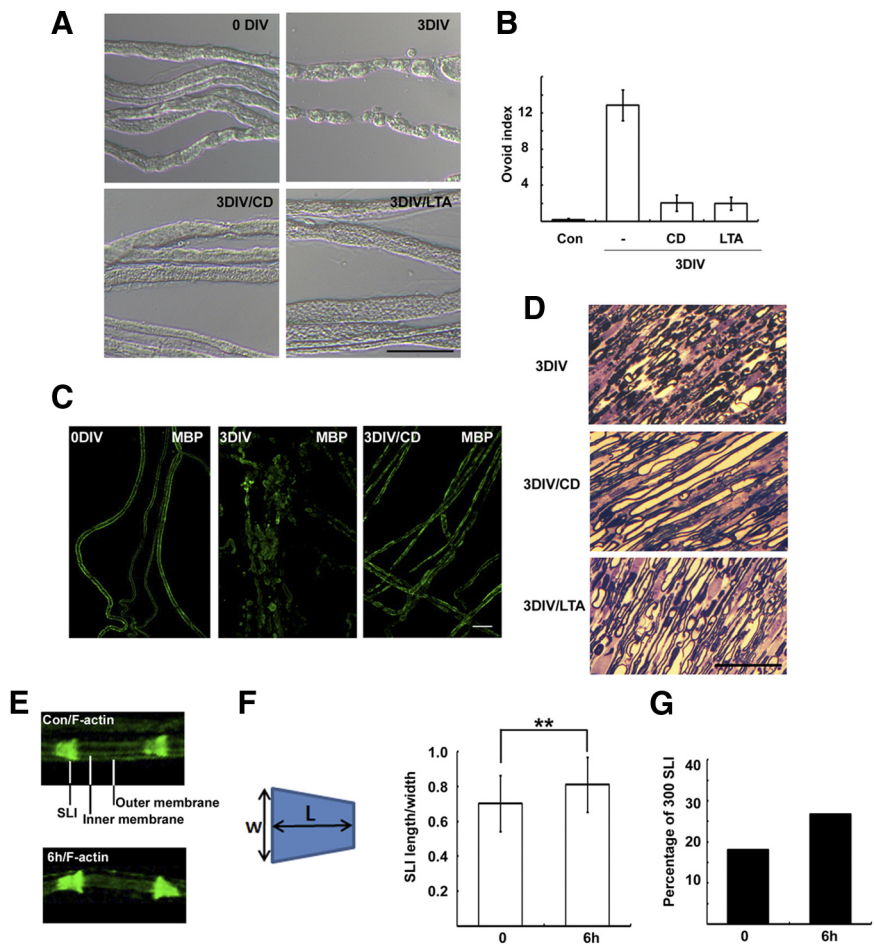 A
0 DIV
3DIV
3DIV/CD
3DIV/LTA
B
Ovoid index
12
8
4
Con
-
CD
LTA
3DIV
C
0DIV MBP
3DIV MBP
3DIV/CD MBP
D
3DIV
3DIV/CD
3DIV/LTA
E
Con/F-actin
SLI
Inner membrane
Outer membrane
6h/F-actin
F
W
L
**
SLI length/width
1.0
0.8
0.6
0.4
0.2
0
6h
G
Percentage of 300 SLI
40
30
20
10
0
6h